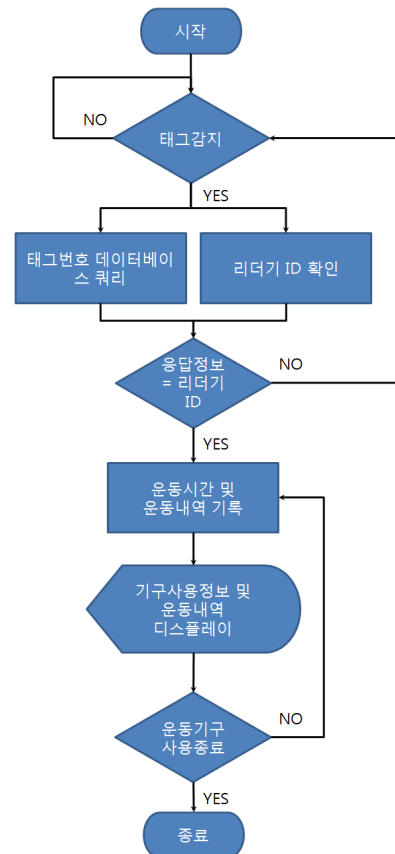 시작
NO
태그감지
YES
태그번호 데이터베이
스 쿼리
리더기 ID 확인
응답정보
= 리더기
ID
NO
YES
운동시간 및
운동내역 기록
기구사용정보 및
운동내역
디스플레이
운동기구
사용종료
NO
YES
종료